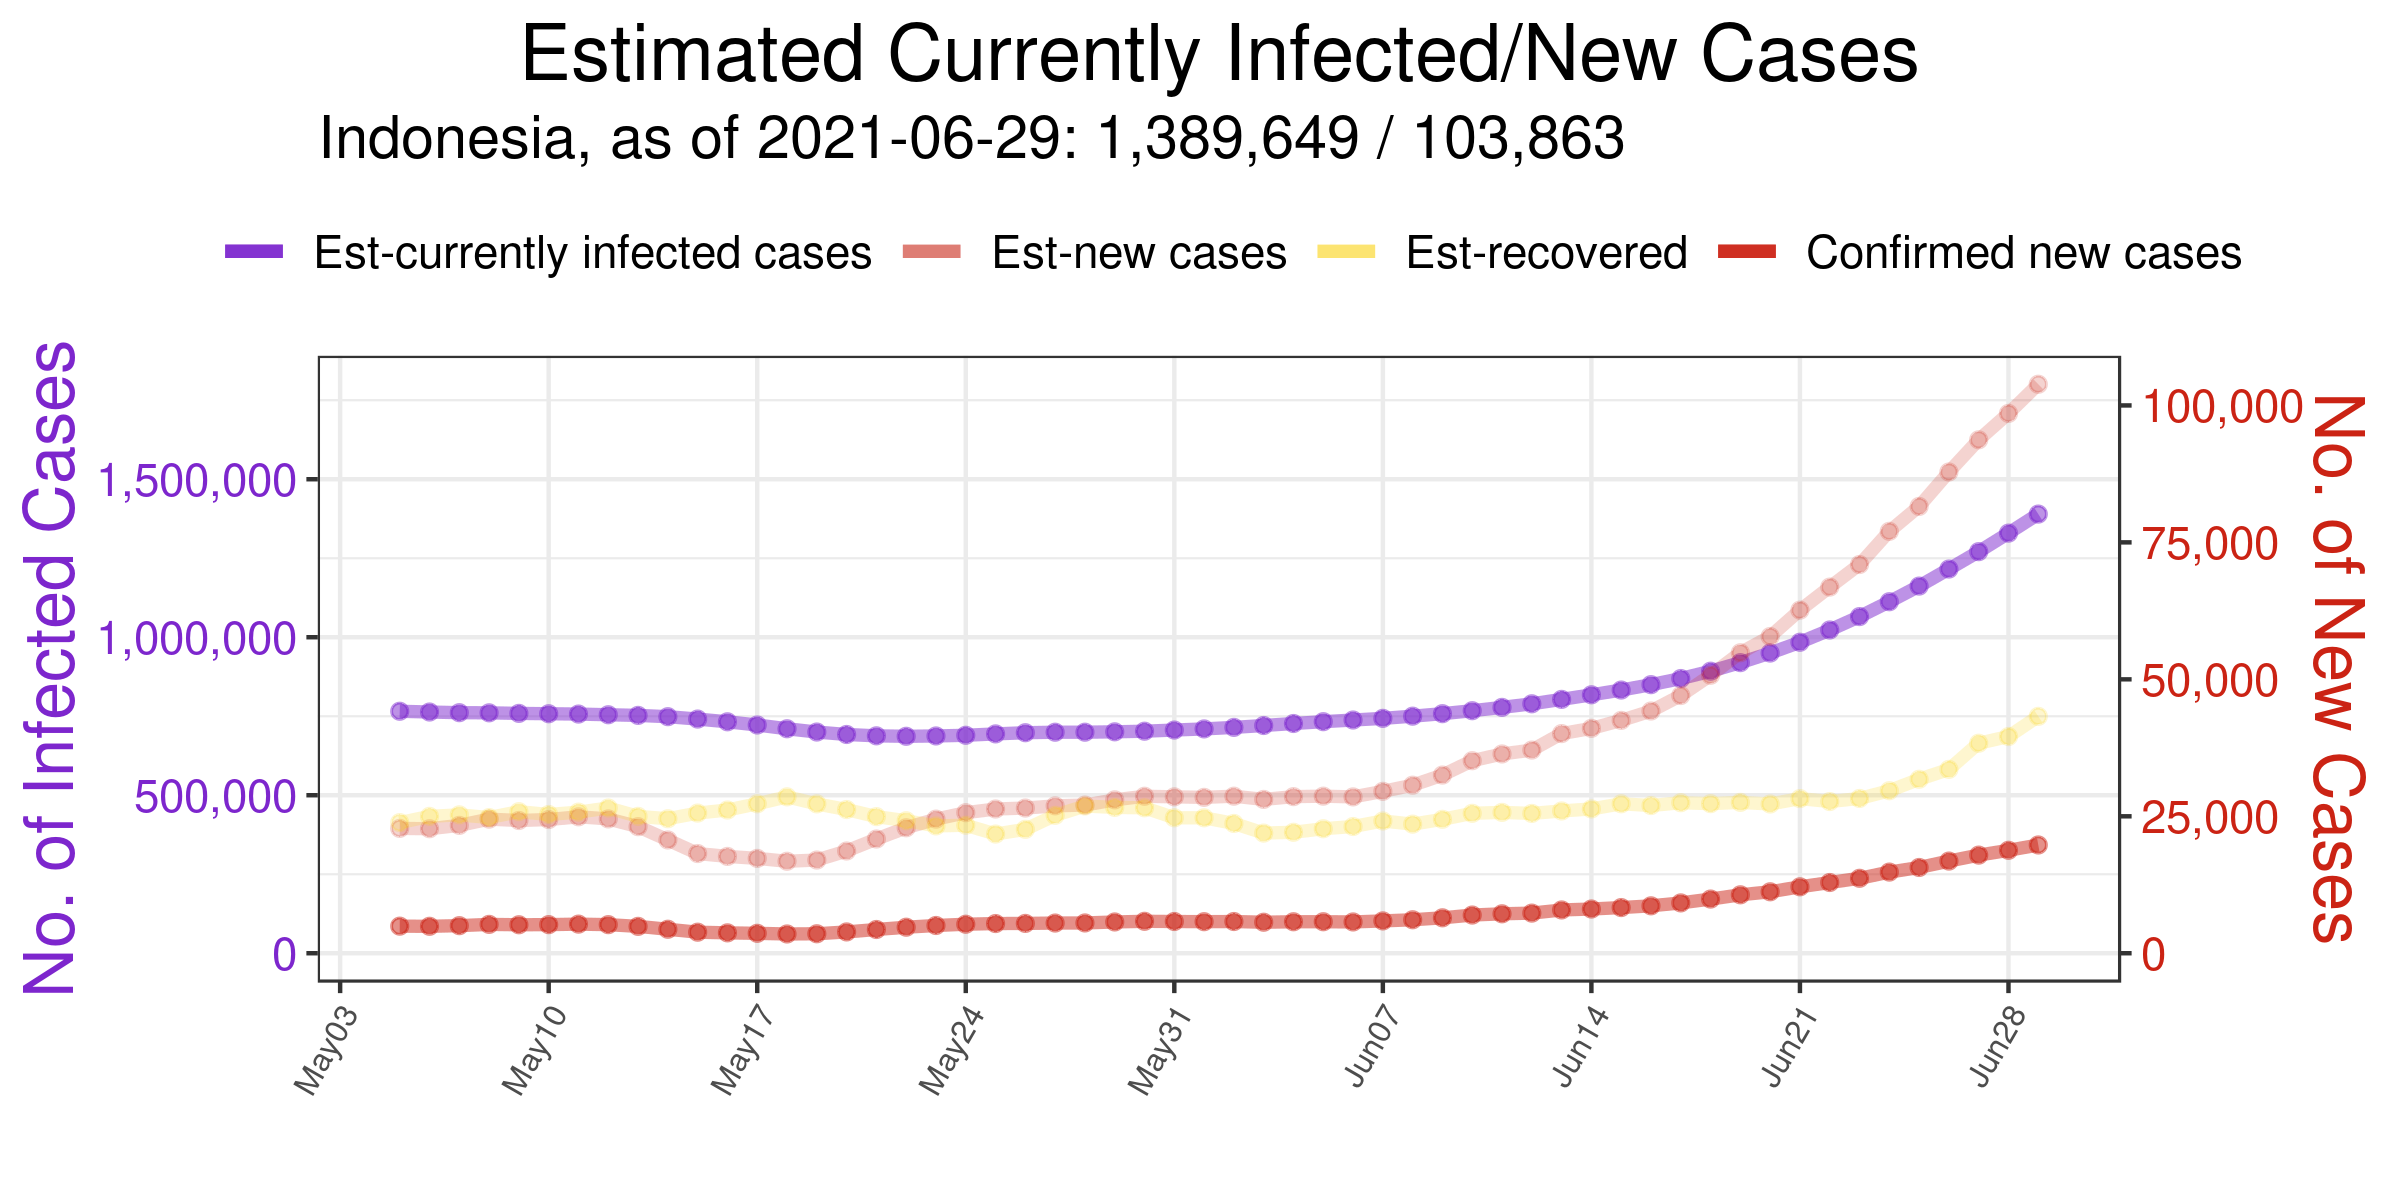 Estimated Currently Infected/New Cases
Indonesia, as of 2021-06-29: 1,389,649 / 103,863
Est-currently infected cases Est-new cases Est-recovered Confirmed new cases
No. of Infected Cases
1,500,000
1,000,000
500,000
0
100,000
75,000
50,000
25,000
0
No. of New Cases
May03 May10 May17 May24 May31 Jun07 Jun14 Jun21 Jun28